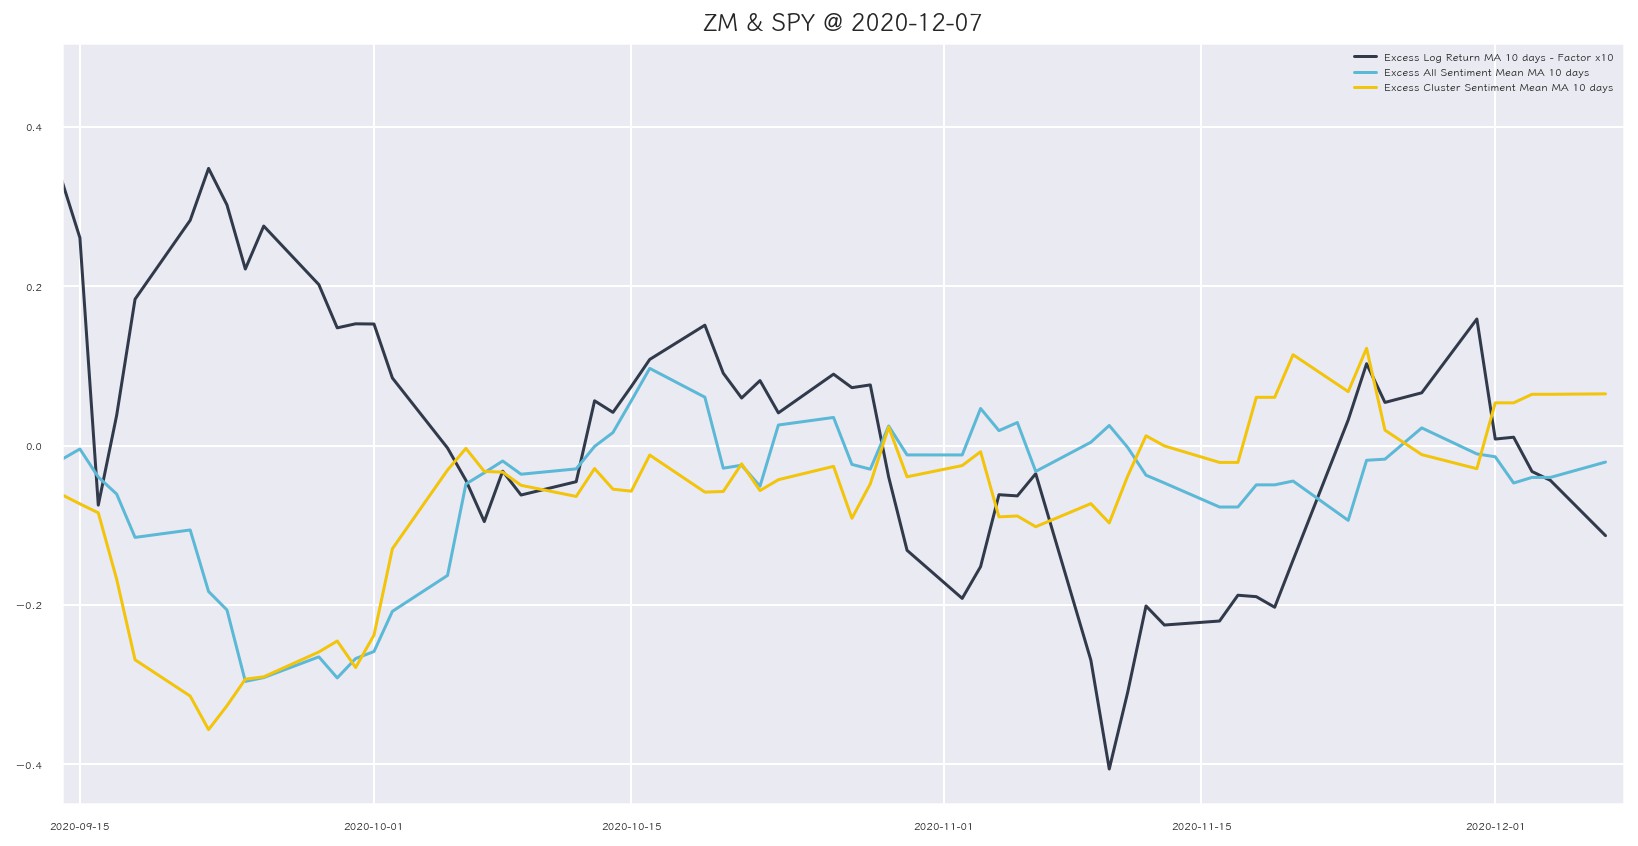 ZM & SPY @ 2020-12-07
Excess Log Return MA 10 days - Factor x10
Excess All Sentiment Mean MA 10 days
Excess Cluster Sentiment Mean MA 10 days
0.4
0.2
0.0
−0.2
−0.4
2020-09-15 2020-10-01 2020-10-15 2020-11-01 2020-11-15 2020-12-01